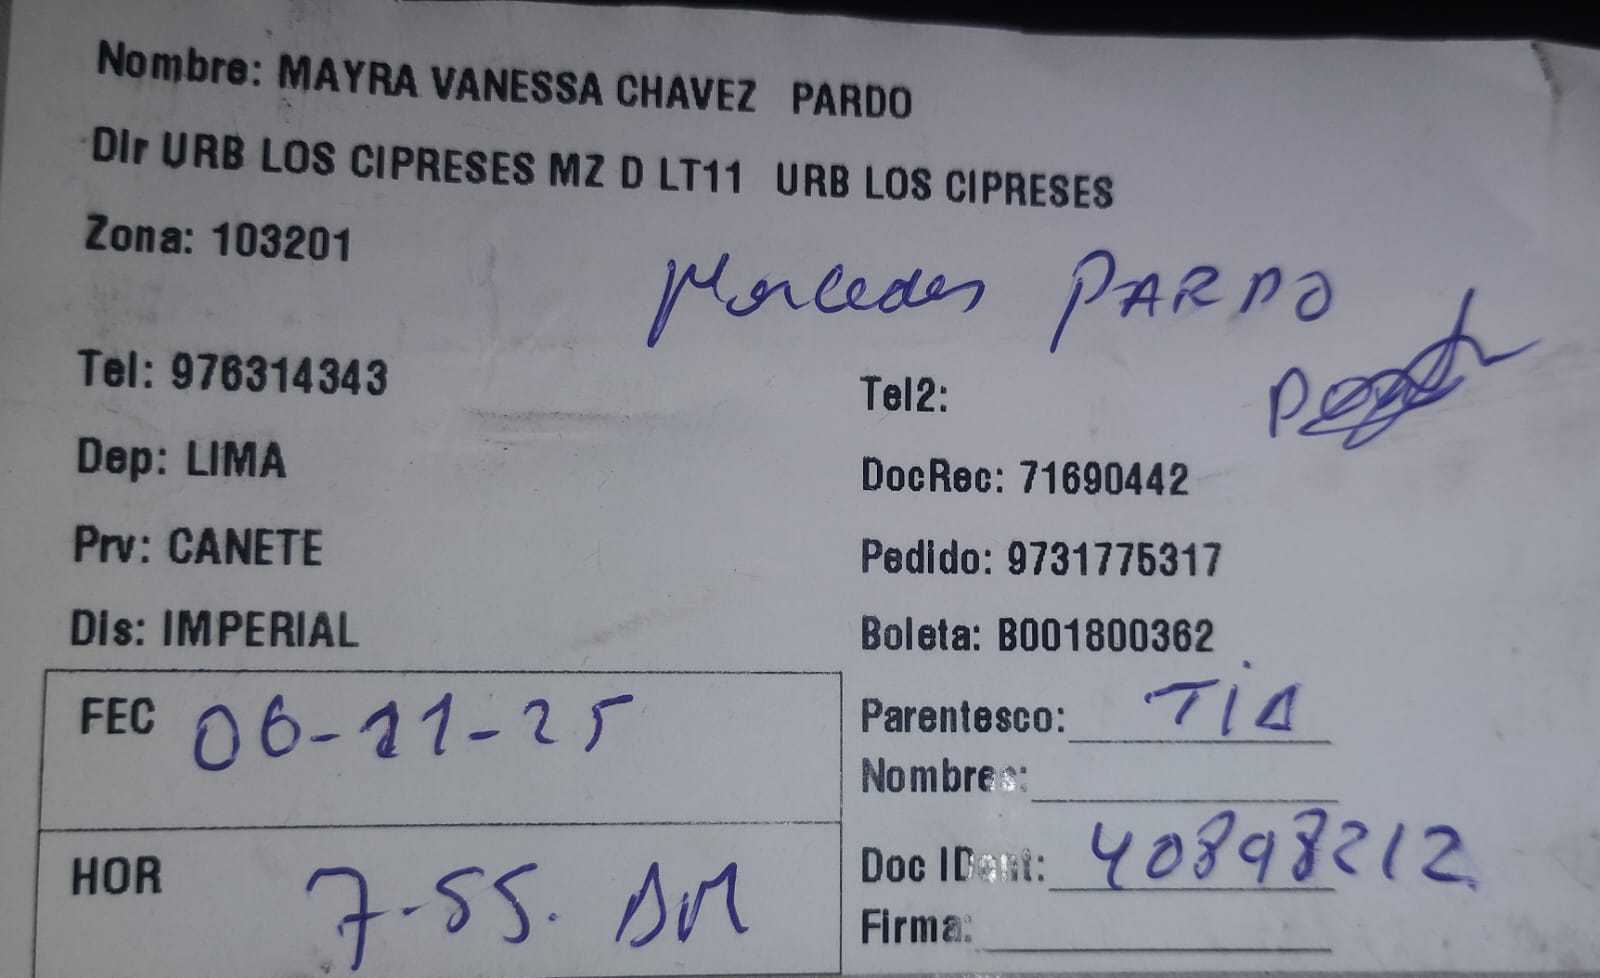 Nombre: MAYRA VANESSA CHAVEZ PARDO
DIr URB LOS CIPRESES MZ D LT11 URB LOS CIPRESES
Zona: 103201
Mercedes PARDO
Tel: 976314343
Tel2:
Dep: LIMA
DocRec: 71690442
Prv: CANETE
Pedido: 9731775317
Dis: IMPERIAL
Boleta: B001800362
FEC 06-11-25
Parentesco: TIA
Nombres:
HOR 7-55. AM
Doc IDent: 40898212
Firma: